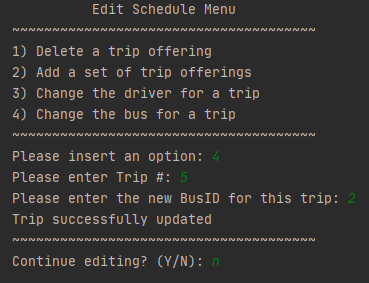 Edit Schedule Menu
~~~~~~~~~~~~~~~~~~~~~~~~~~~~~~~~~~~~~~
1) Delete a trip offering
2) Add a set of trip offerings
3) Change the driver for a trip
4) Change the bus for a trip
~~~~~~~~~~~~~~~~~~~~~~~~~~~~~~~~~~~~~~
Please insert an option: 4
Please enter Trip #: 5
Please enter the new BusID for this trip: 2
Trip successfully updated
~~~~~~~~~~~~~~~~~~~~~~~~~~~~~~~~~~~~~~
Continue editing? (Y/N): n